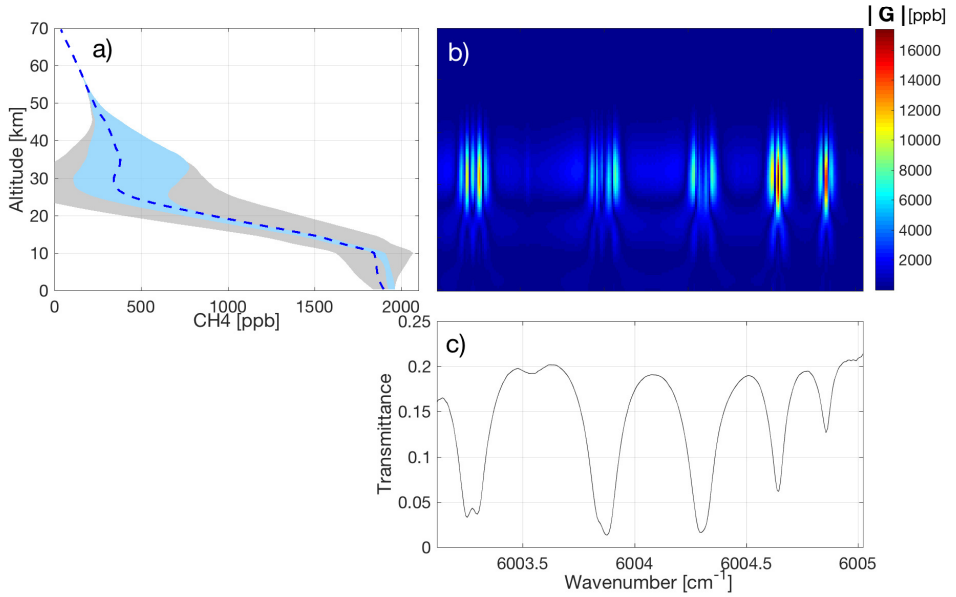 | G | [ppb]
a)
b)
70
60
50
40
30
20
10
0
Altitude [km]
0 500 1000 1500 2000
CH4 [ppb]
16000
14000
12000
10000
8000
6000
4000
2000
c)
0.25
0.2
0.15
0.1
0.05
0
Transmittance
6003.5 6004 6004.5 6005
Wavenumber [cm⁻¹]